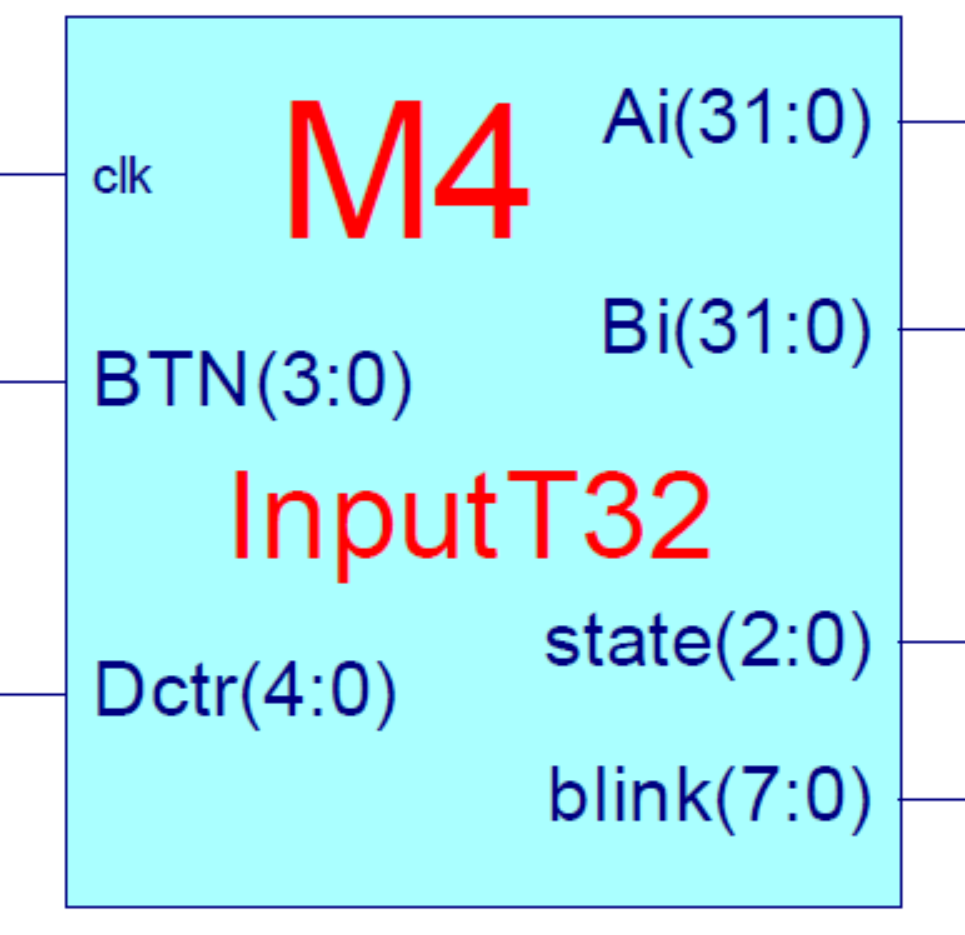 M4
Ai(31:0)
clk
Bi(31:0)
BTN(3:0)
InputT32
state(2:0)
Dctr(4:0)
blink(7:0)